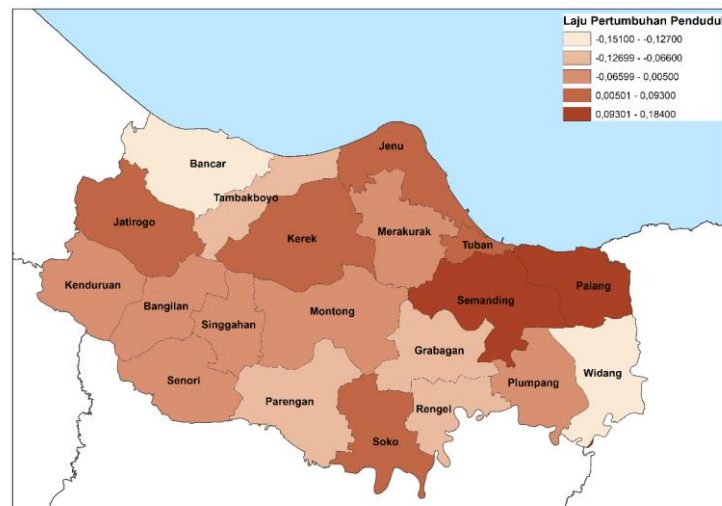 Laju Pertumbuhan Pendudul
-0,15100 - -0,12700
-0,12699 - -0,06600
-0,06599 - 0,00500
0,00501 - 0,09300
0,09301 - 0,18400
Jenu
Bancar
Tambakboyo
Jatirogo
Kerek
Merakurak
Tuban
Kenduruan
Bangilan
Singgahan
Montong
Semanding
Palang
Grabagan
Senori
Parengan
Rengel
Plumpang
Widang
Soko